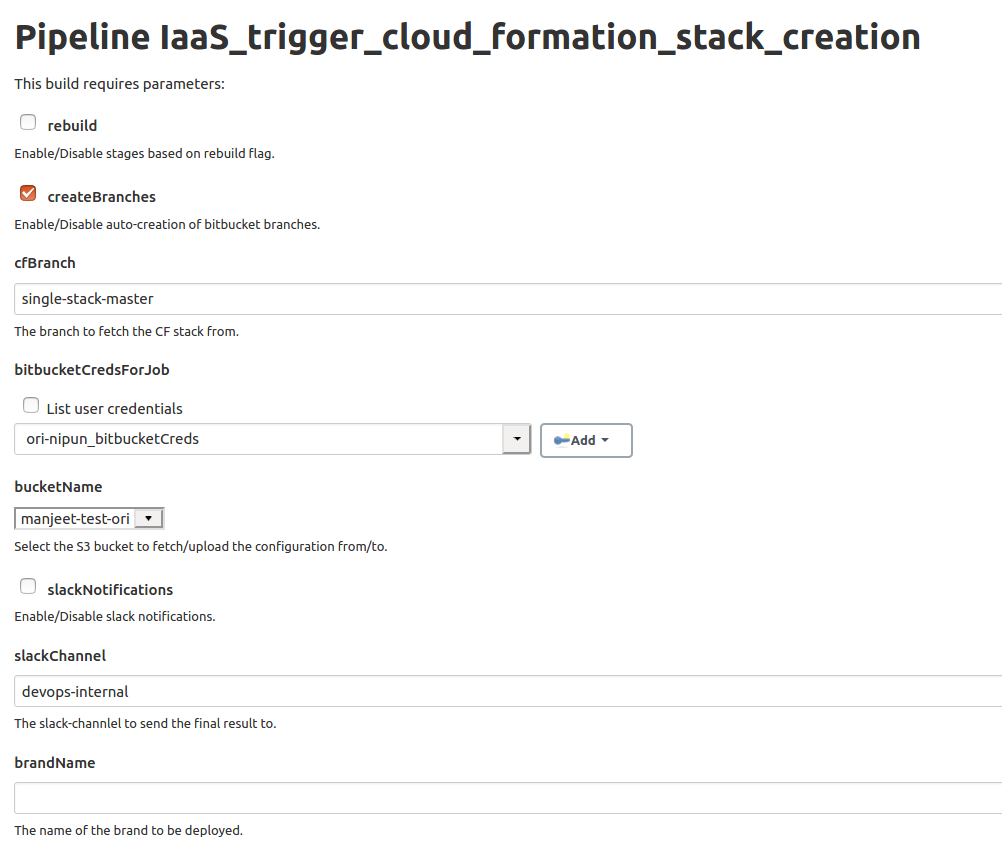 Pipeline IaaS_trigger_cloud_formation_stack_creation
This build requires parameters:
rebuild
Enable/Disable stages based on rebuild flag.
createBranches
Enable/Disable auto-creation of bitbucket branches.
cfBranch
single-stack-master
The branch to fetch the CF stack from.
bitbucketCredsForJob
List user credentials
ori-nipun_bitbucketCreds
Add
bucketName
manjeet-test-ori
Select the S3 bucket to fetch/upload the configuration from/to.
slackNotifications
Enable/Disable slack notifications.
slackChannel
devops-internal
The slack-channlel to send the final result to.
brandName
The name of the brand to be deployed.